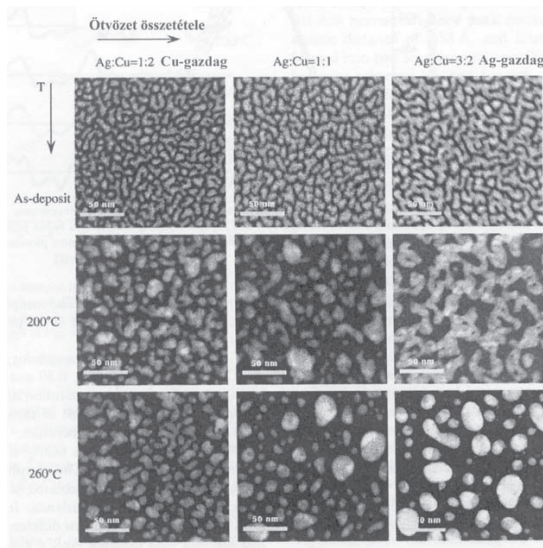 Ötvözet összetétele
Ag:Cu=1:2 Cu-gazdag
Ag:Cu=1:1
Ag:Cu=3:2 Ag-gazdag
T
As-deposit
50 nm
50 nm
50 nm
200°C
50 nm
50 nm
50 nm
260°C
50 nm
50 nm